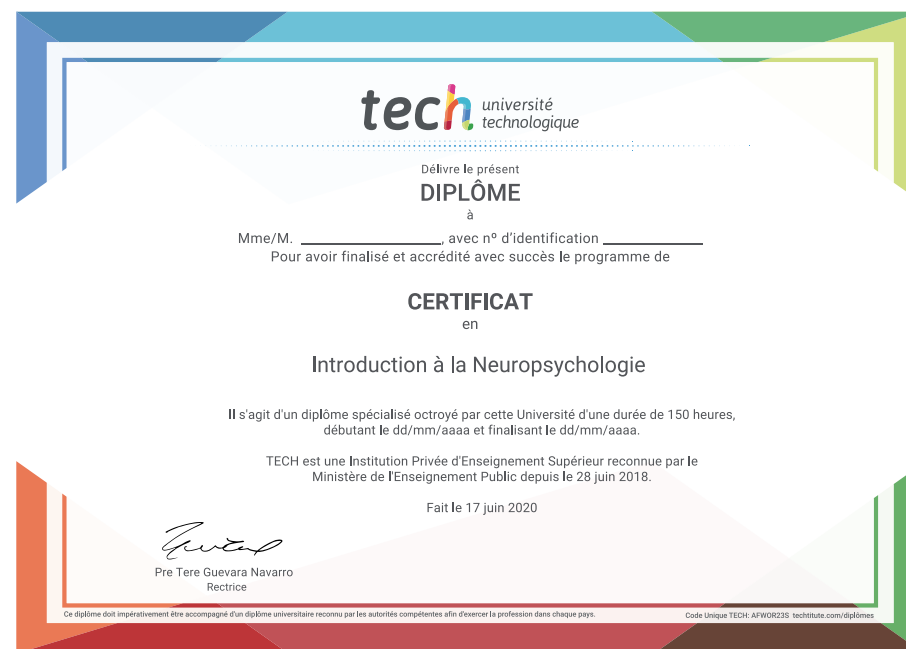 tech université
technologique
Délivre le présent
DIPLÔME
à
Mme/M. ____________________, avec nº d'identification ______________
Pour avoir finalisé et accrédité avec succès le programme de
CERTIFICAT
en
Introduction à la Neuropsychologie
Il s'agit d'un diplôme spécialisé octroyé par cette Université d'une durée de 150 heures,
débutant le dd/mm/aaaa et finalisant le dd/mm/aaaa.
TECH est une Institution Privée d'Enseignement Supérieur reconnue par le
Ministère de l'Enseignement Public depuis le 28 juin 2018.
Fait le 17 juin 2020
Pre Tere Guevara Navarro
Rectrice
Ce diplôme doit impérativement être accompagné d'un diplôme universitaire reconnu par les autorités compétentes afin d'exercer la profession dans chaque pays.
Code Unique TECH: AFWOR23S techtitute.com/diplômes